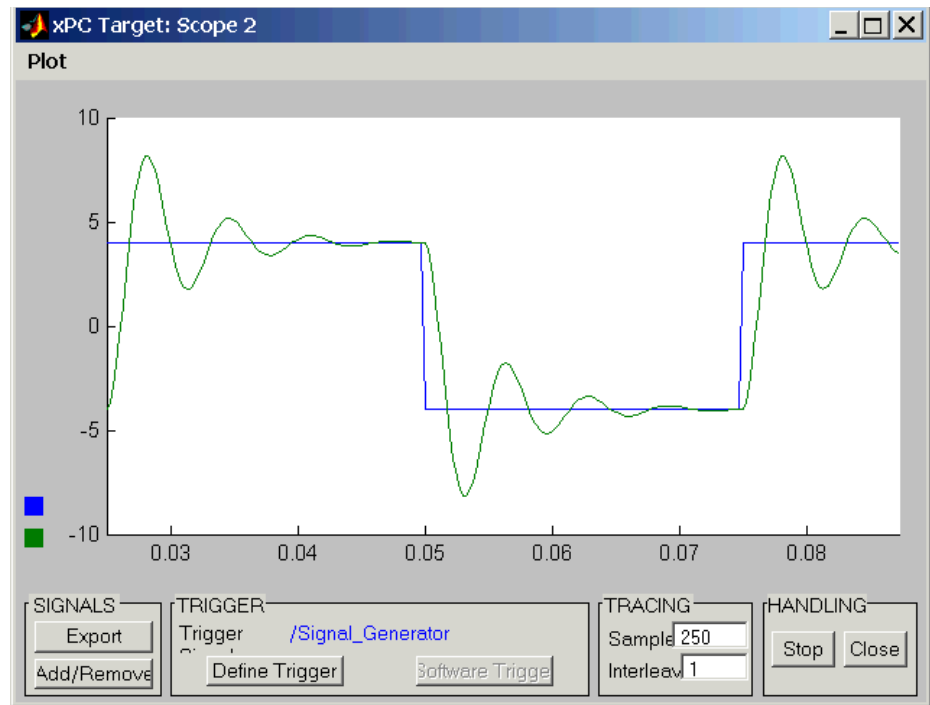 xPC Target: Scope 2
Plot
10
5
0
-5
-10
0.03 0.04 0.05 0.06 0.07 0.08
SIGNALS
Export
Add/Remove
TRIGGER
Trigger /Signal_Generator
Define Trigger
Software Trigge
TRACING
Sample 250
Interleav 1
HANDLING
Stop
Close